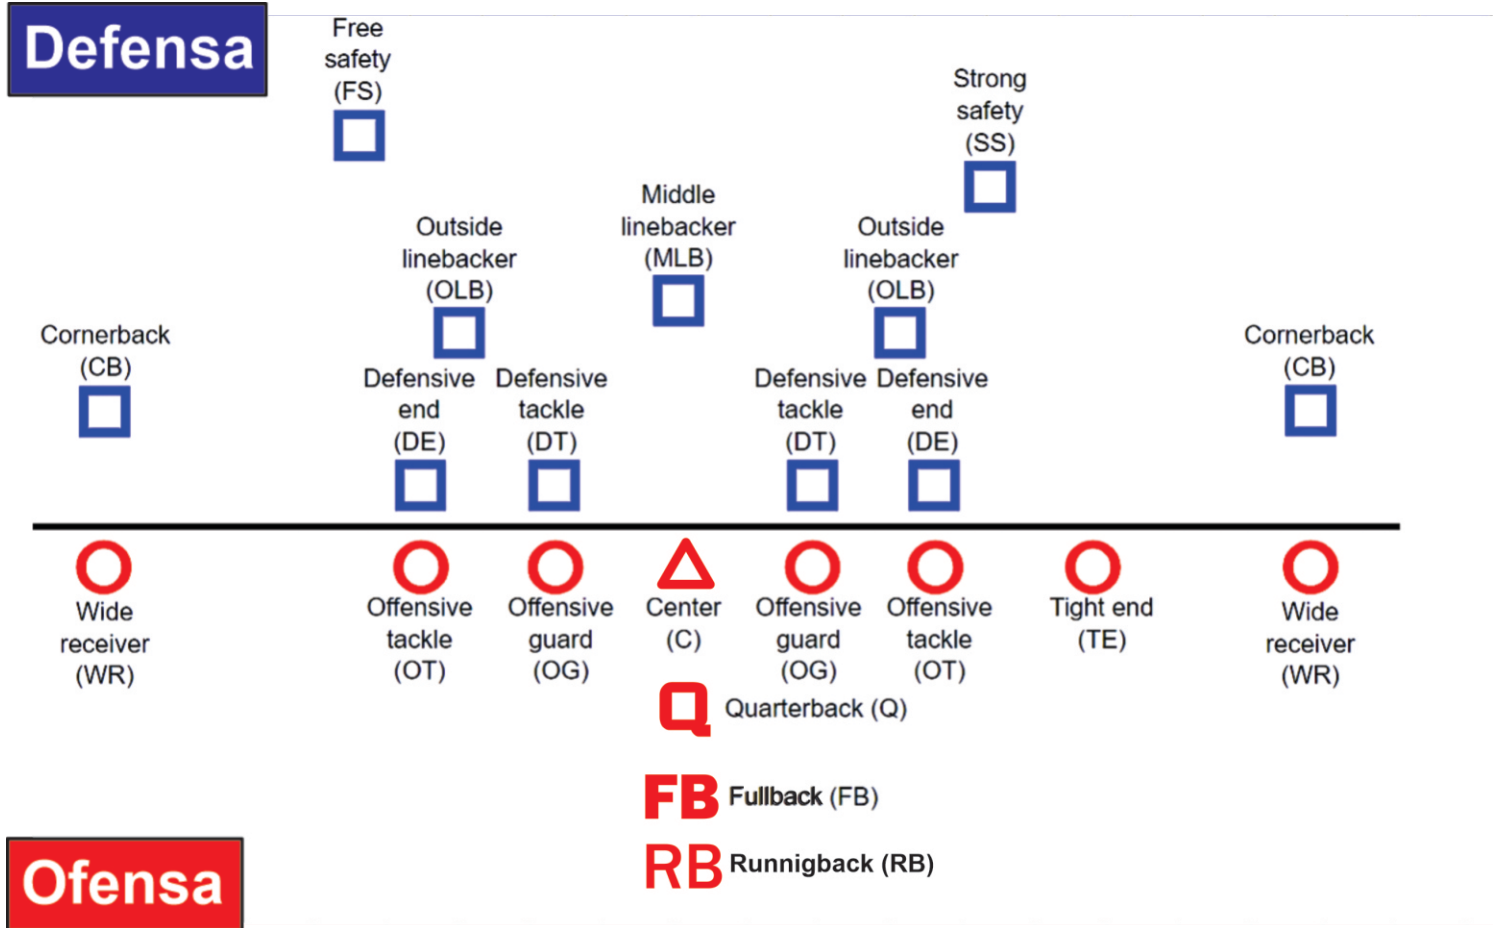 Defensa
Free
safety
(FS)
Strong
safety
(SS)
Middle
linebacker
(MLB)
Outside
linebacker
(OLB)
Outside
linebacker
(OLB)
Cornerback
(CB)
Cornerback
(CB)
Defensive
end
(DE)
Defensive
tackle
(DT)
Defensive
tackle
(DT)
Defensive
end
(DE)
Wide
receiver
(WR)
Offensive
tackle
(OT)
Offensive
guard
(OG)
Center
(C)
Offensive
guard
(OG)
Offensive
tackle
(OT)
Tight end
(TE)
Wide
receiver
(WR)
Q Quarterback (Q)
FB Fullback (FB)
RB Runnigback (RB)
Ofensa